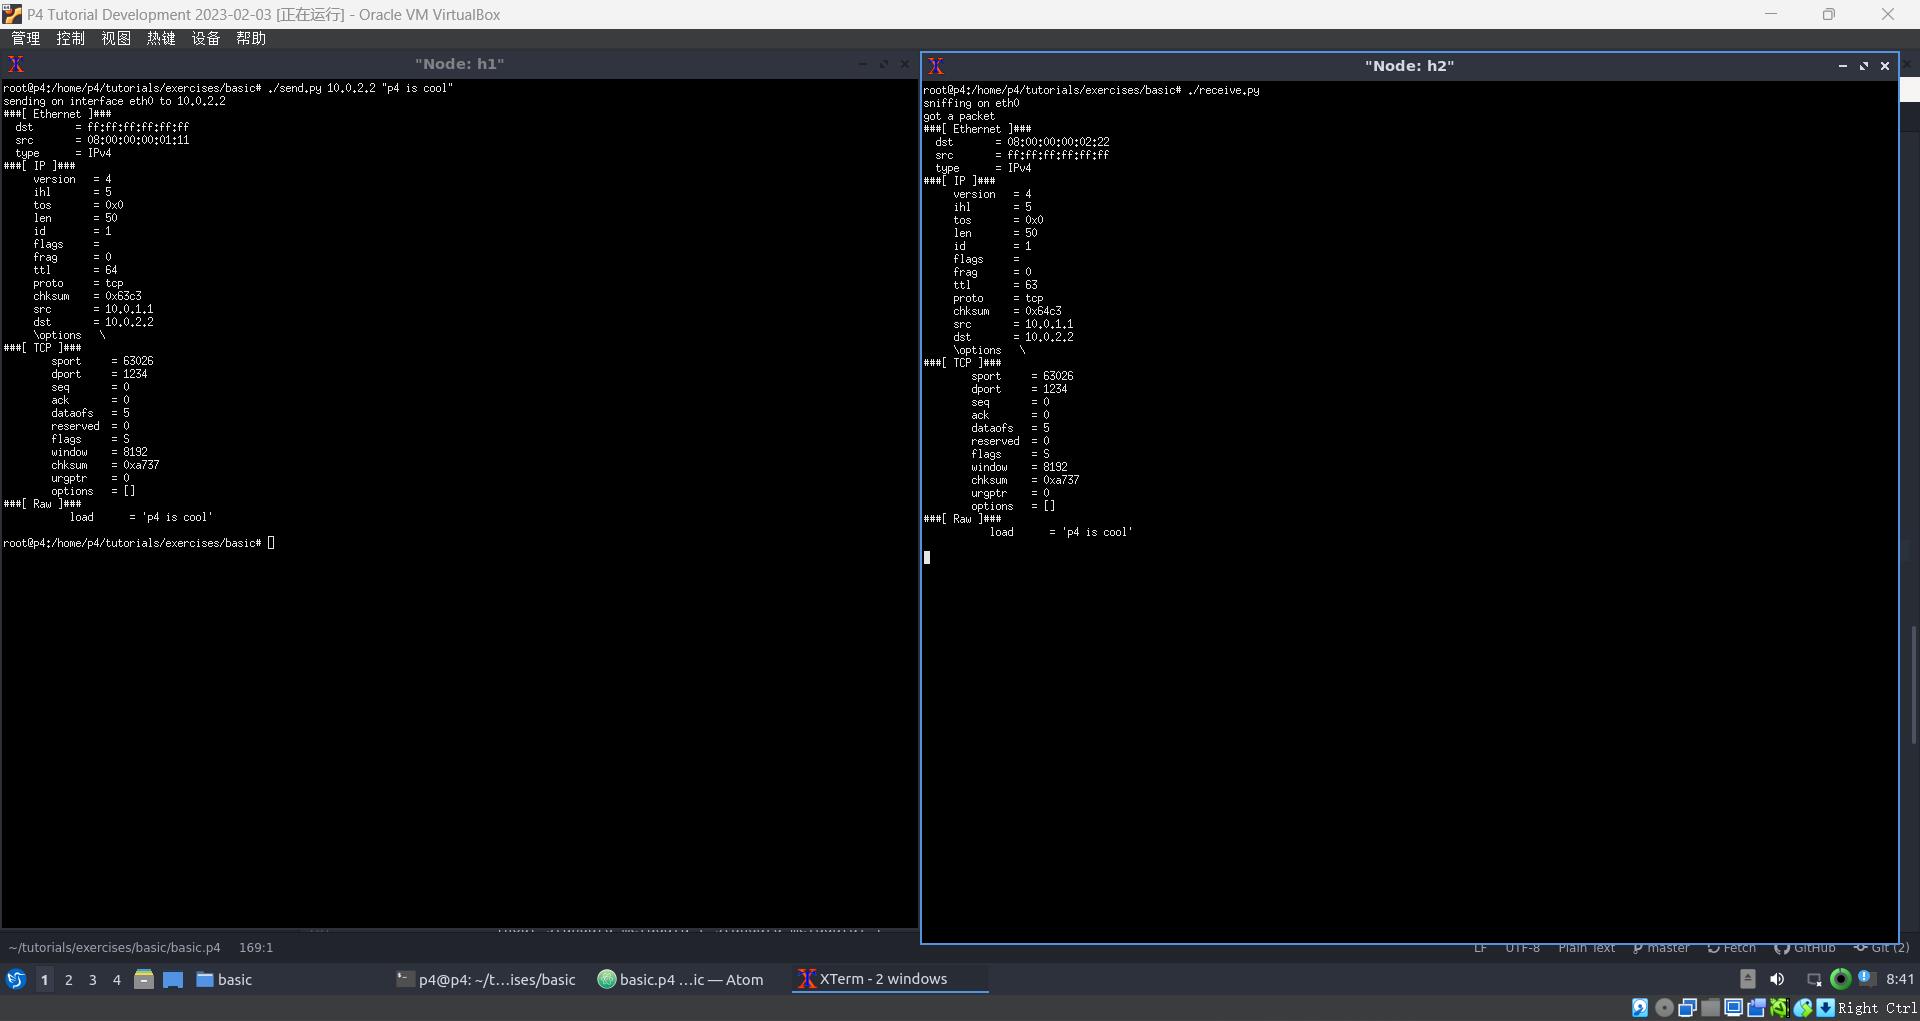 P4 Tutorial Development 2023-02-03 [正在运行] - Oracle VM VirtualBox
管理 控制 视图 热键 设备 帮助
"Node: h1"
root@p4:/home/p4/tutorials/exercises/basic# ./send.py 10.0.2.2 "p4 is cool"
sending on interface eth0 to 10.0.2.2
###[ Ethernet ]###
dst = ff:ff:ff:ff:ff:ff
src = 08:00:00:00:01:11
type = IPv4
###[ IP ]###
version = 4
ihl = 5
tos = 0x0
len = 50
id = 1
flags =
frag = 0
ttl = 64
proto = tcp
chksum = 0x63c3
src = 10.0.1.1
dst = 10.0.2.2
\options \
###[ TCP ]###
sport = 63026
dport = 1234
seq = 0
ack = 0
dataofs = 5
reserved = 0
flags = S
window = 8192
chksum = 0xa737
urgptr = 0
options = []
###[ Raw ]###
load = 'p4 is cool'
root@p4:/home/p4/tutorials/exercises/basic#
"Node: h2"
root@p4:/home/p4/tutorials/exercises/basic# ./receive.py
sniffing on eth0
got a packet
###[ Ethernet ]###
dst = 08:00:00:00:02:22
src = ff:ff:ff:ff:ff:ff
type = IPv4
###[ IP ]###
version = 4
ihl = 5
tos = 0x0
len = 50
id = 1
flags =
frag = 0
ttl = 63
proto = tcp
chksum = 0x64c3
src = 10.0.1.1
dst = 10.0.2.2
\options \
###[ TCP ]###
sport = 63026
dport = 1234
seq = 0
ack = 0
dataofs = 5
reserved = 0
flags = S
window = 8192
chksum = 0xa737
urgptr = 0
options = []
###[ Raw ]###
load = 'p4 is cool'
~/tutorials/exercises/basic/basic.p4 169:1
LF UTF-8 Plain Text master Fetch GitHub Git (2)
1 2 3 4 basic p4@p4: ~/t...ises/basic basic.p4 ...ic — Atom XTerm - 2 windows 8:41
Right Ctrl